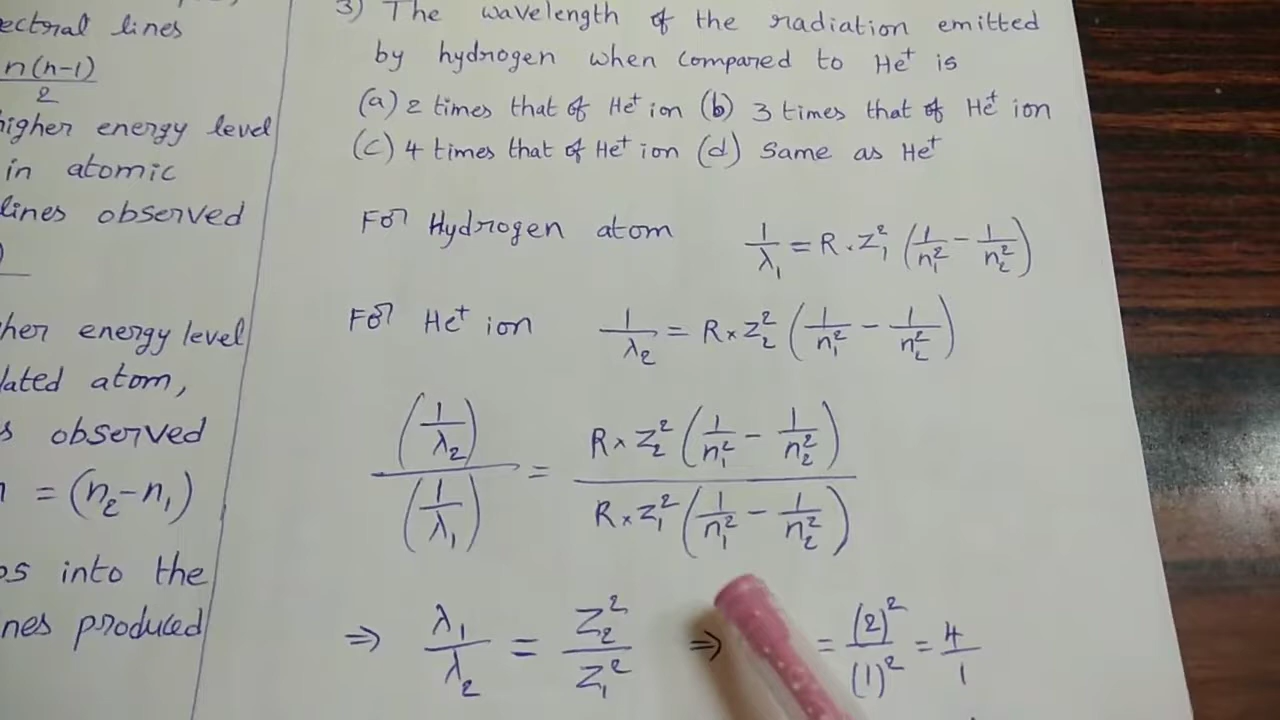 ectral lines
n(n-1)
2
higher energy level
in atomic
lines observed
)
her energy level
lated atom,
s observed
= (n₂-n₁)
os into the
nes produced
3) The wavelength of the radiation emitted
by hydrogen when compared to He⁺ is
(a) 2 times that of He⁺ ion (b) 3 times that of He⁺ ion
(c) 4 times that of He⁺ ion (d) Same as He⁺
For Hydrogen atom 1/λ₁ = R.Z₁² (1/n₁² - 1/n₂²)
For He⁺ ion 1/λ₂ = R×Z₂² (1/n₁² - 1/n₂²)
(1/λ₂)/(1/λ₁) = R×Z₂² (1/n₁² - 1/n₂²) / R×Z₁² (1/n₁² - 1/n₂²)
⇒ λ₁/λ₂ = Z₂²/Z₁² ⇒ = (2)²/(1)² = 4/1